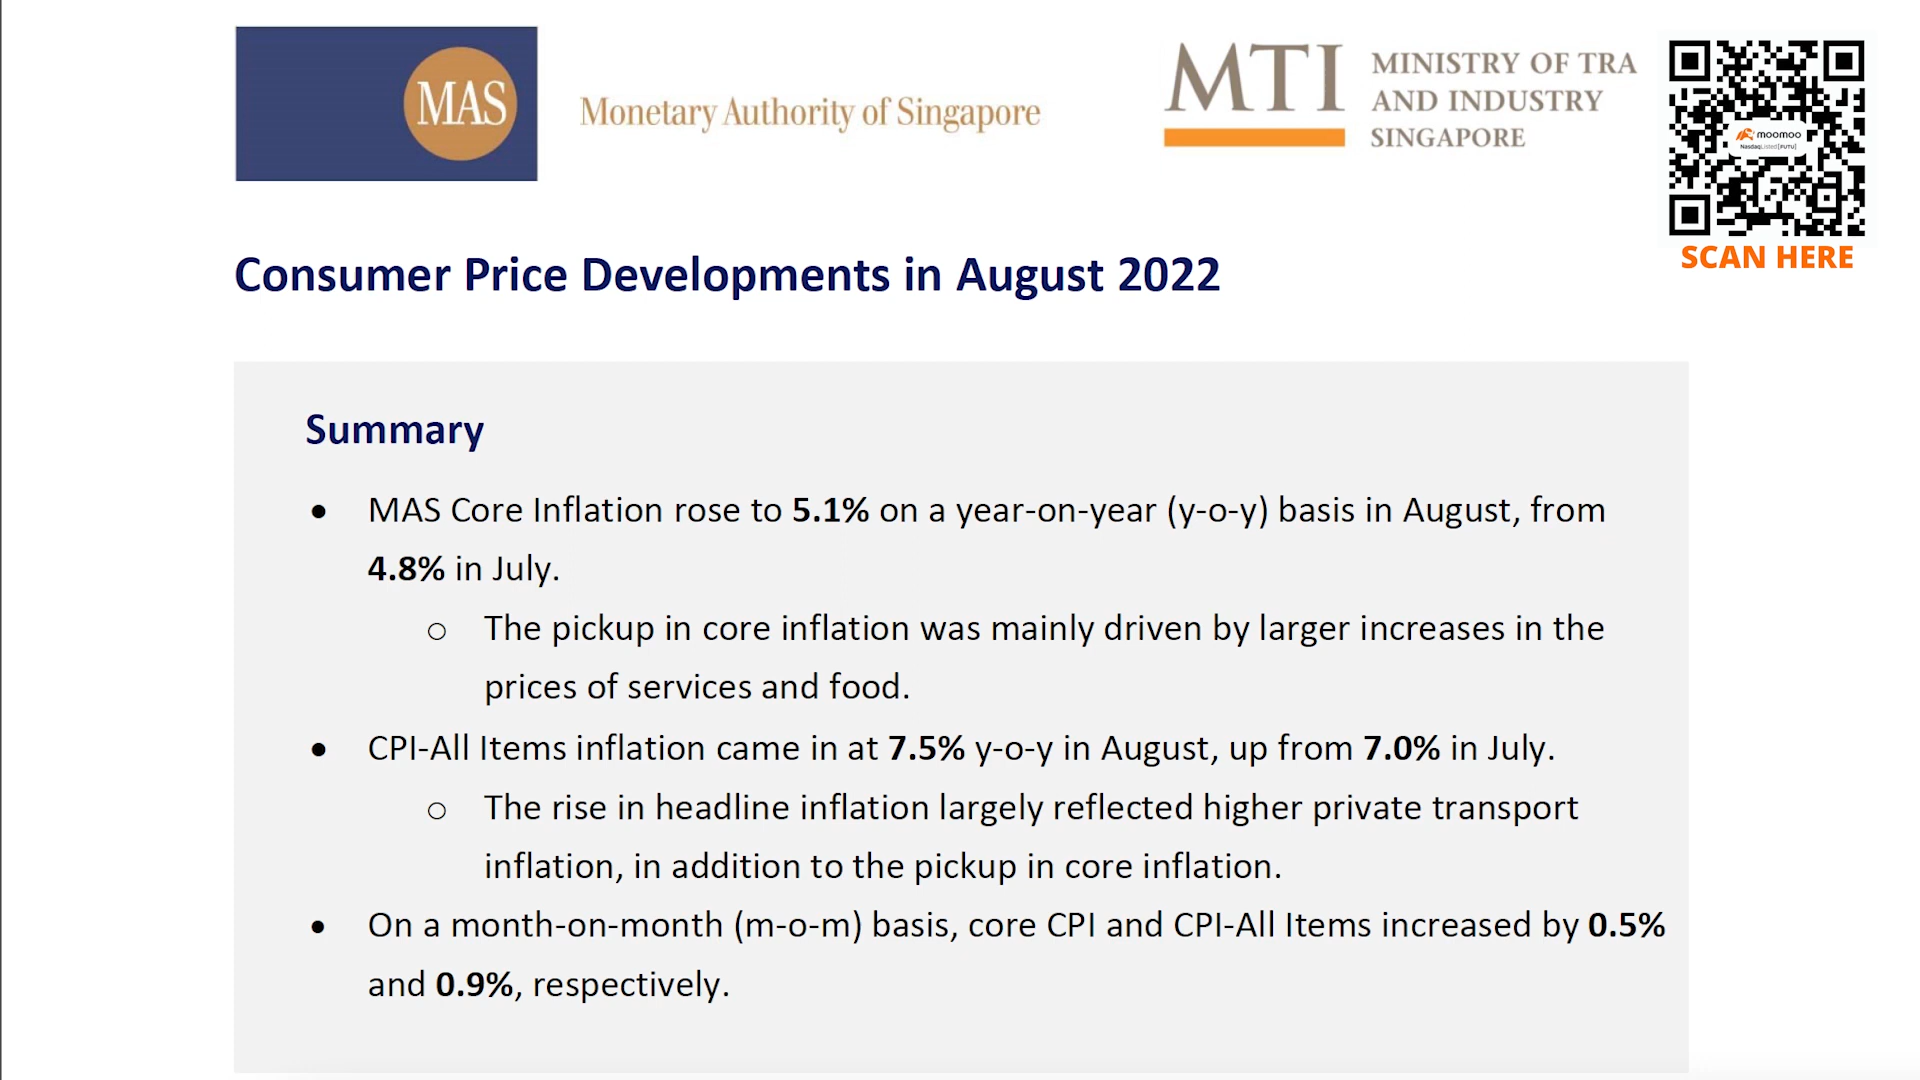 MAS
Monetary Authority of Singapore
MTI
MINISTRY OF TRA
AND INDUSTRY
SINGAPORE
moomoo
NasdaqListed[FUTU]
SCAN HERE
Consumer Price Developments in August 2022
Summary
• MAS Core Inflation rose to 5.1% on a year-on-year (y-o-y) basis in August, from
4.8% in July.
o The pickup in core inflation was mainly driven by larger increases in the
prices of services and food.
• CPI-All Items inflation came in at 7.5% y-o-y in August, up from 7.0% in July.
o The rise in headline inflation largely reflected higher private transport
inflation, in addition to the pickup in core inflation.
• On a month-on-month (m-o-m) basis, core CPI and CPI-All Items increased by 0.5%
and 0.9%, respectively.